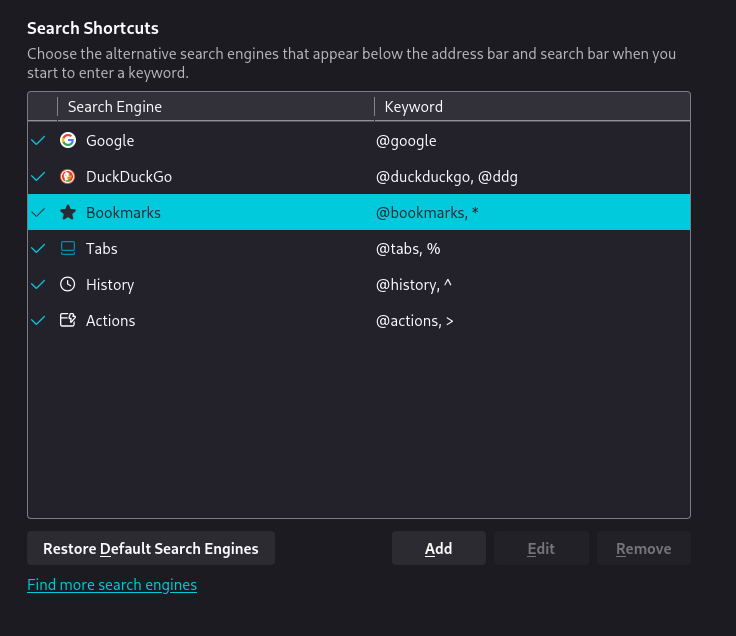 Search Shortcuts
Choose the alternative search engines that appear below the address bar and search bar when you
start to enter a keyword.
Search Engine Keyword
Google @google
DuckDuckGo @duckduckgo, @ddg
Bookmarks @bookmarks, *
Tabs @tabs, %
History @history, ^
Actions @actions, >
Restore Default Search Engines Add Edit Remove
Find more search engines